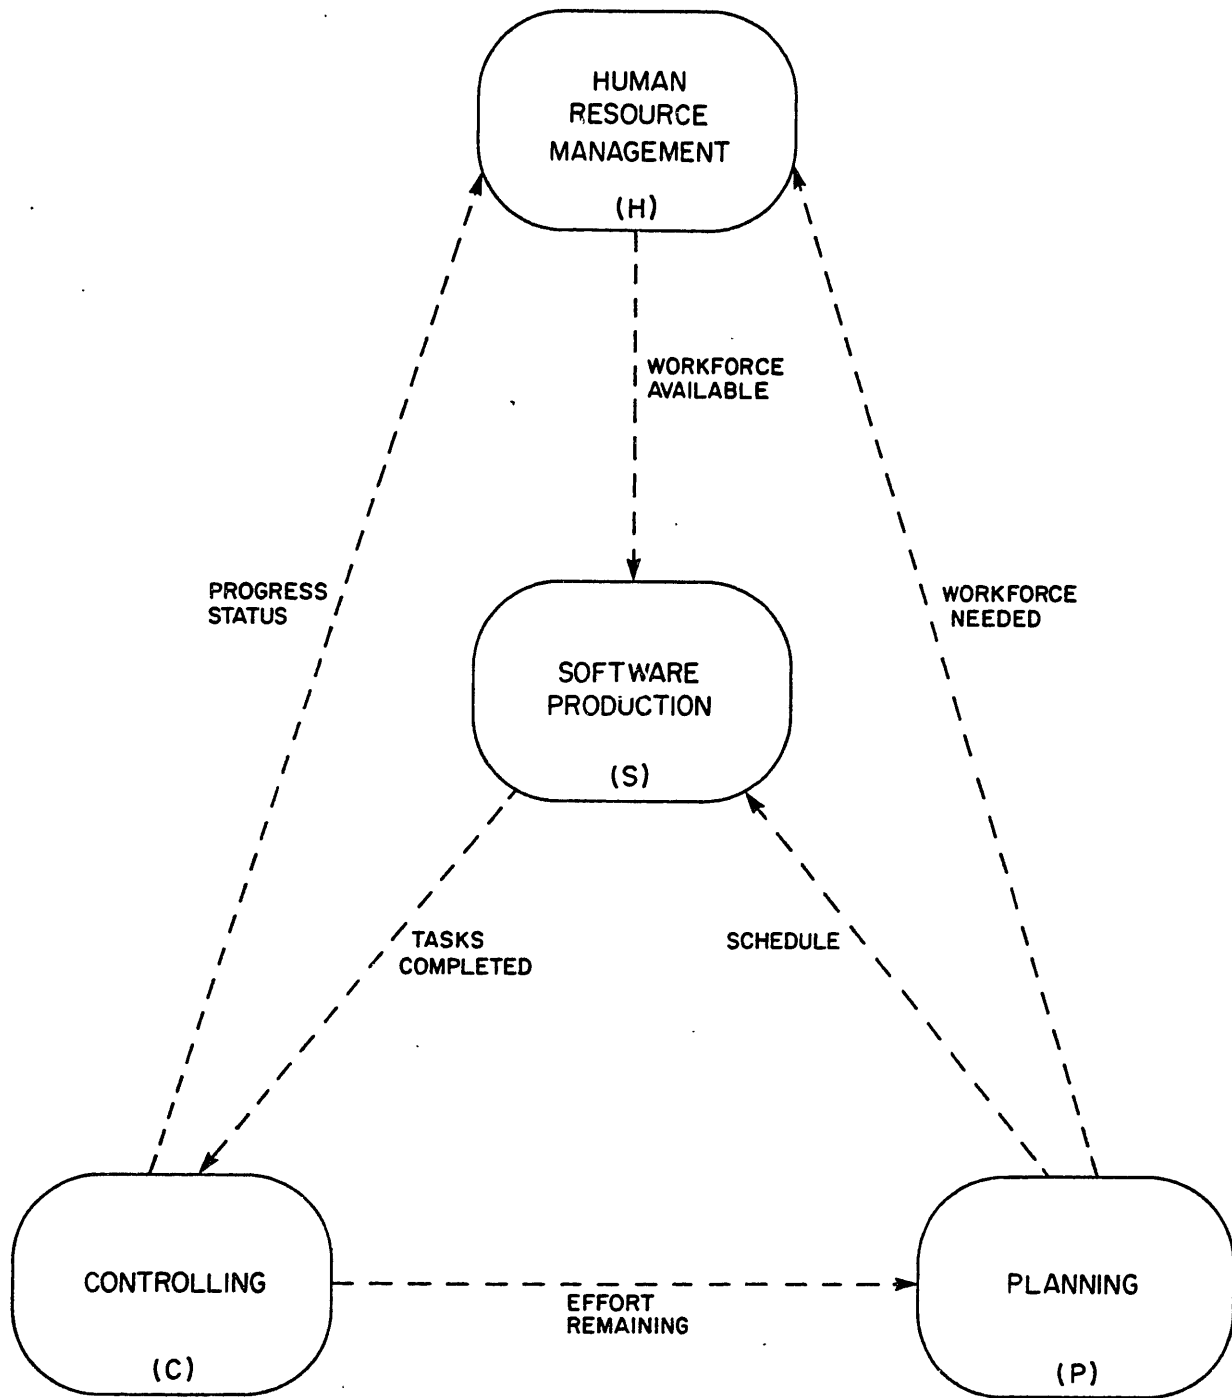 HUMAN
RESOURCE
MANAGEMENT
(H)
WORKFORCE
AVAILABLE
PROGRESS
STATUS
WORKFORCE
NEEDED
SOFTWARE
PRODUCTION
(S)
TASKS
COMPLETED
SCHEDULE
CONTROLLING
(C)
EFFORT
REMAINING
PLANNING
(P)